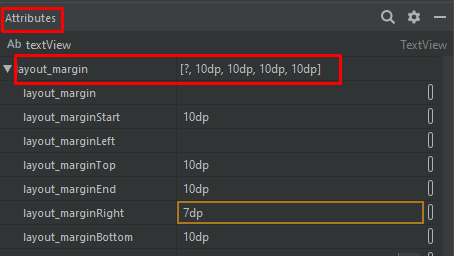 Attributes
Ab textView TextView
layout_margin [?, 10dp, 10dp, 10dp, 10dp]
layout_margin
layout_marginStart 10dp
layout_marginLeft
layout_marginTop 10dp
layout_marginEnd 10dp
layout_marginRight 7dp
layout_marginBottom 10dp